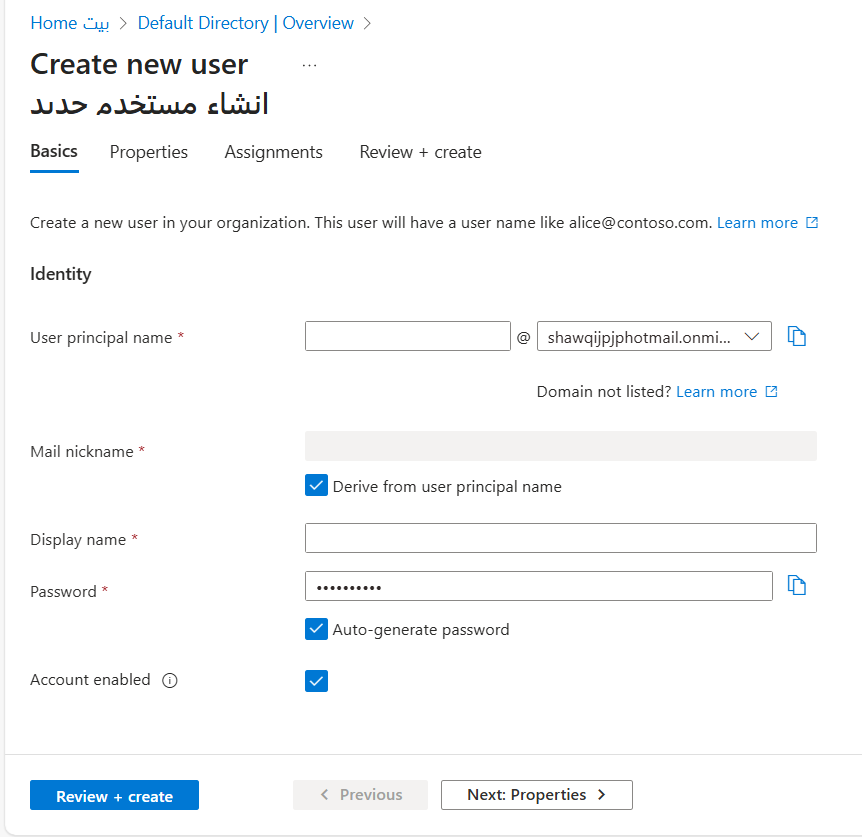 Home بيت > Default Directory | Overview >
Create new user ...
انشاء مستخدم جديد
Basics Properties Assignments Review + create
Create a new user in your organization. This user will have a user name like alice@contoso.com. Learn more
Identity
User principal name * @ shawqijpjphotmail.onmi...
Domain not listed? Learn more
Mail nickname *
Derive from user principal name
Display name *
Password * ••••••••••
Auto-generate password
Account enabled
Review + create < Previous Next: Properties >